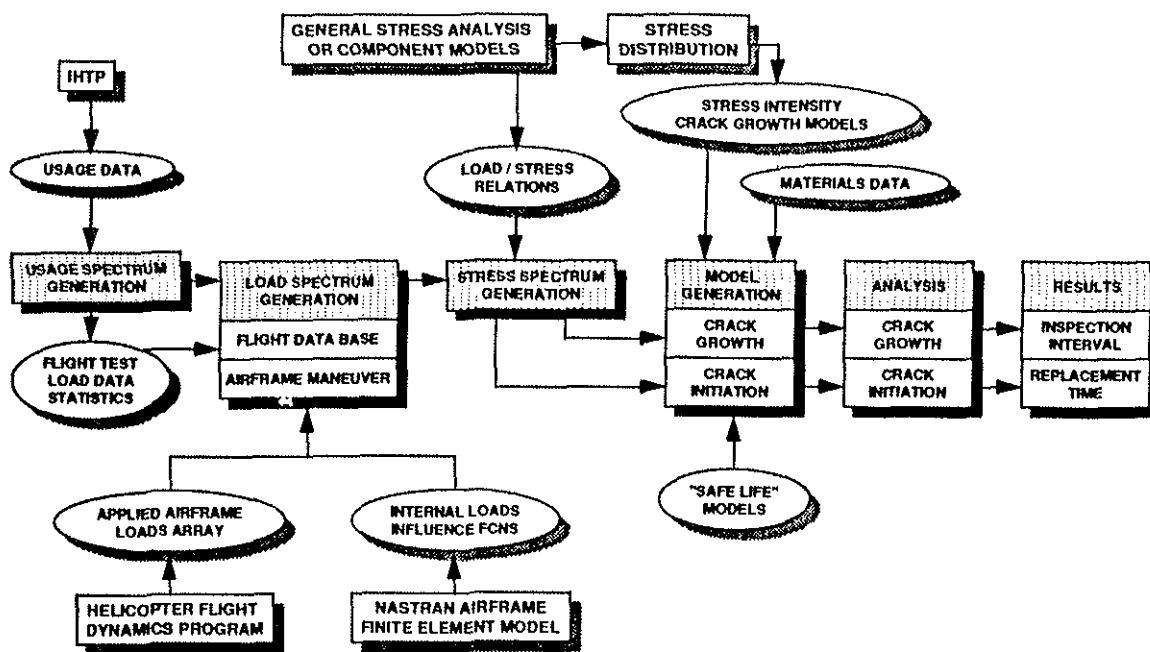 GENERAL STRESS ANALYSIS
OR COMPONENT MODELS
STRESS
DISTRIBUTION
IHTP
STRESS INTENSITY
CRACK GROWTH MODELS
USAGE DATA
LOAD / STRESS
RELATIONS
MATERIALS DATA
USAGE SPECTRUM
GENERATION
LOAD SPECTRUM
GENERATION
FLIGHT DATA BASE
AIRFRAME MANEUVER
STRESS SPECTRUM
GENERATION
MODEL
GENERATION
CRACK
GROWTH
CRACK
INITIATION
ANALYSIS
CRACK
GROWTH
CRACK
INITIATION
RESULTS
INSPECTION
INTERVAL
REPLACEMENT
TIME
FLIGHT TEST
LOAD DATA
STATISTICS
"SAFE LIFE"
MODELS
APPLIED AIRFRAME
LOADS ARRAY
INTERNAL LOADS
INFLUENCE FCNS
HELICOPTER FLIGHT
DYNAMICS PROGRAM
NASTRAN AIRFRAME
FINITE ELEMENT MODEL